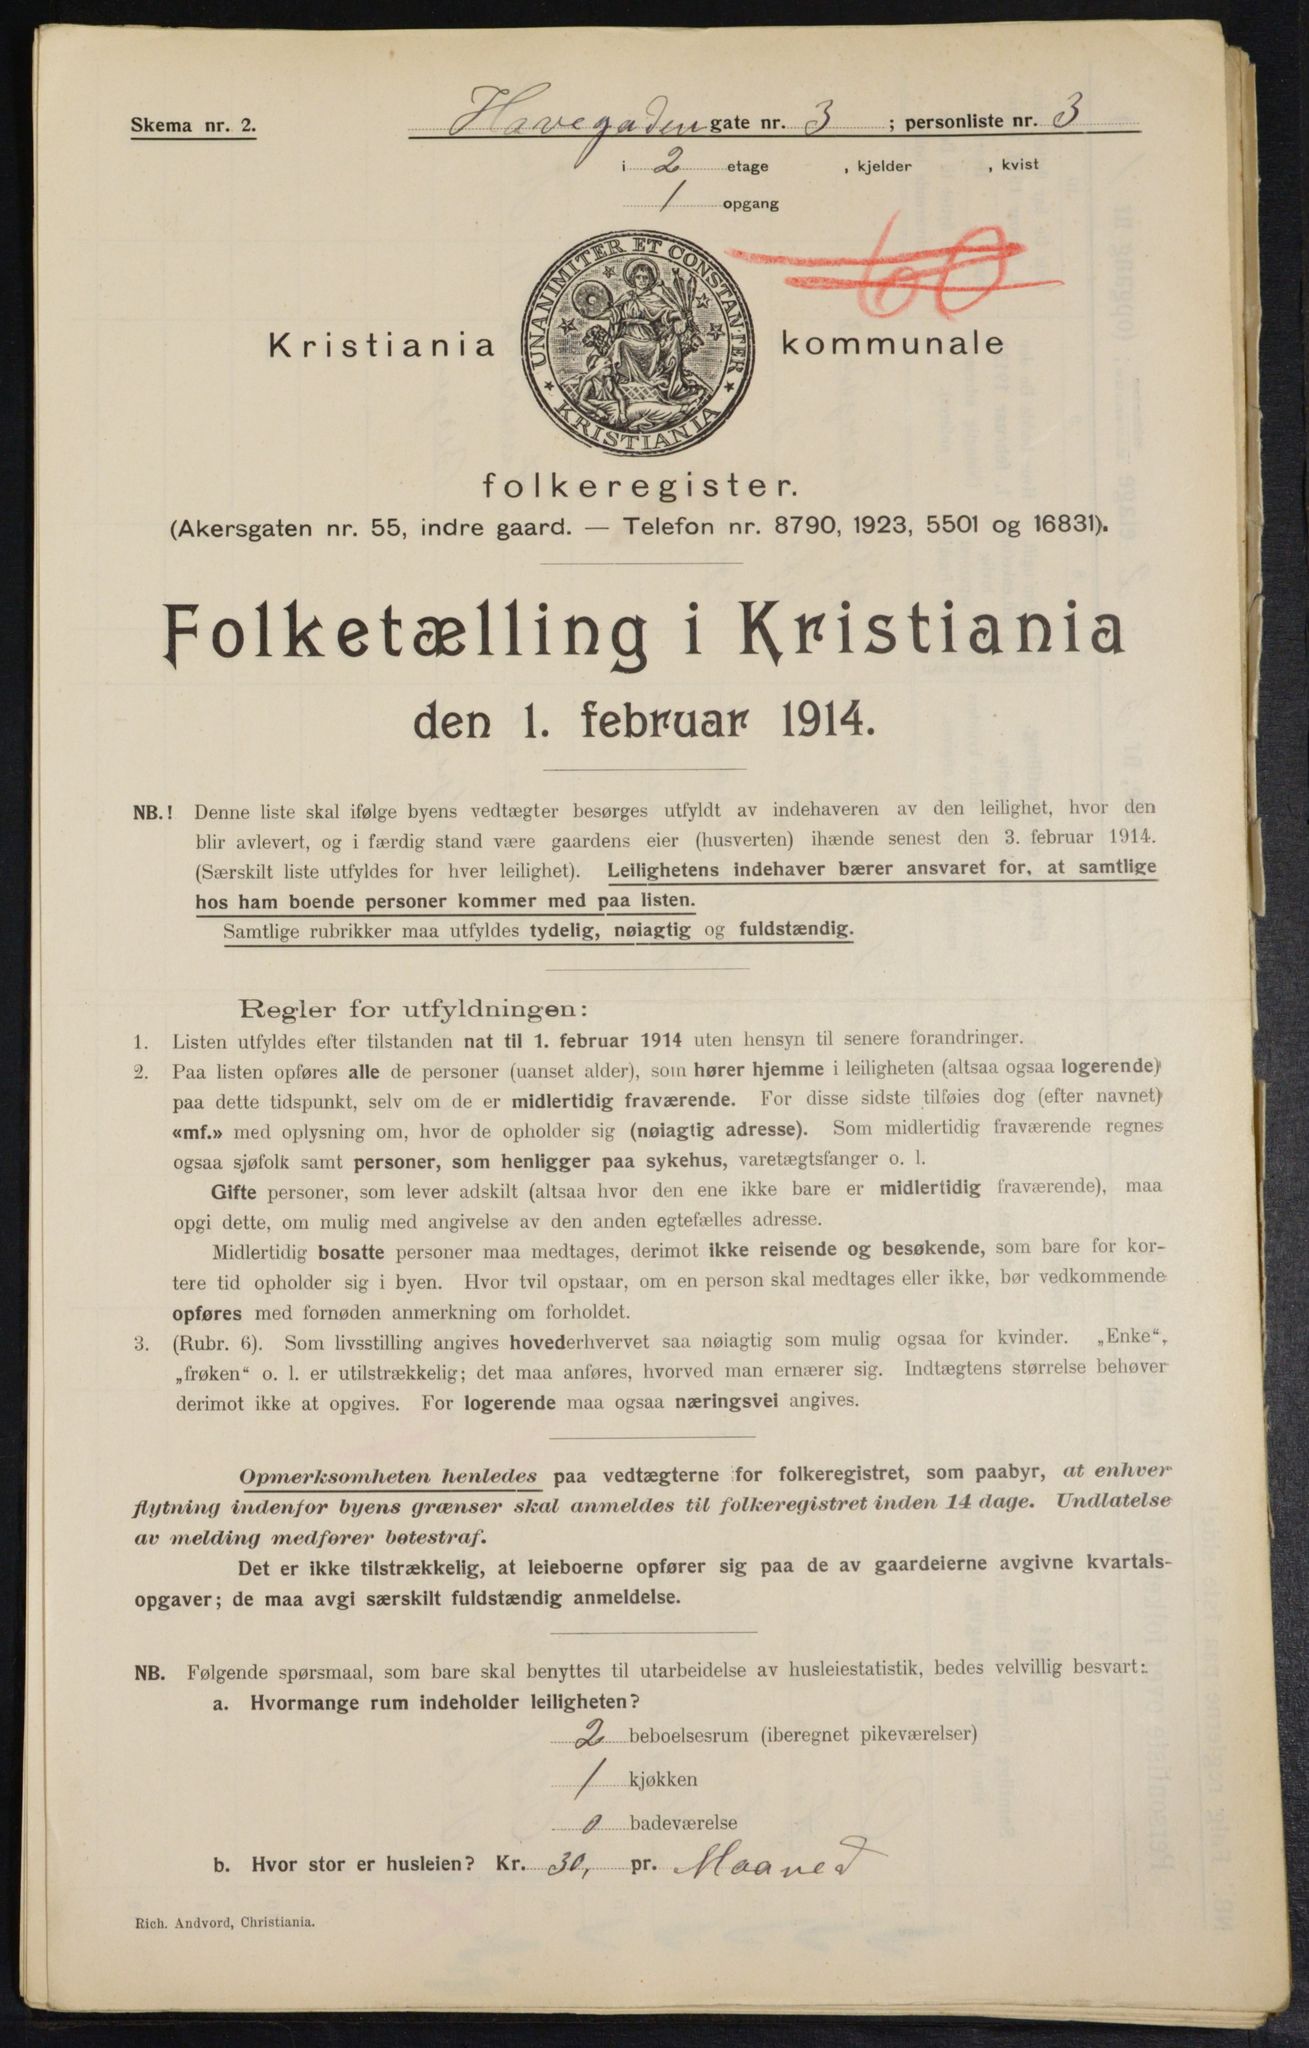 Skema nr. 2.
Havegaden gate nr. 3 ; personliste nr. 3
i 2 etage , kjelder , kvist
1 opgang
60
UNANIMITER ET CONSTANTER
KRISTIANIA
Kristiania kommunale
folkeregister.
(Akersgaten nr. 55, indre gaard. — Telefon nr. 8790, 1923, 5501 og 16831).
Folketælling i Kristiania
den 1. februar 1914.
NB.! Denne liste skal ifølge byens vedtægter besørges utfyldt av indehaveren av den leilighet, hvor den
blir avlevert, og i færdig stand være gaardens eier (husverten) ihænde senest den 3. februar 1914.
(Særskilt liste utfyldes for hver leilighet). Leilighetens indehaver bærer ansvaret for, at samtlige
hos ham boende personer kommer med paa listen.
Samtlige rubrikker maa utfyldes tydelig, nøiagtig og fuldstændig.
Regler for utfyldningen:
1. Listen utfyldes efter tilstanden nat til 1. februar 1914 uten hensyn til senere forandringer.
2. Paa listen opføres alle de personer (uanset alder), som hører hjemme i leiligheten (altsaa ogsaa logerende)
paa dette tidspunkt, selv om de er midlertidig fraværende. For disse sidste tilføies dog (efter navnet)
«mf.» med oplysning om, hvor de opholder sig (nøiagtig adresse). Som midlertidig fraværende regnes
ogsaa sjøfolk samt personer, som henligger paa sykehus, varetægtsfanger o. l.
Gifte personer, som lever adskilt (altsaa hvor den ene ikke bare er midlertidig fraværende), maa
opgi dette, om mulig med angivelse av den anden egtefælles adresse.
Midlertidig bosatte personer maa medtages, derimot ikke reisende og besøkende, som bare for kor-
tere tid opholder sig i byen. Hvor tvil opstaar, om en person skal medtages eller ikke, bør vedkommende
opføres med fornøden anmerkning om forholdet.
3. (Rubr. 6). Som livsstilling angives hovederhvervet saa nøiagtig som mulig ogsaa for kvinder. „Enke“,
„frøken“ o. l. er utilstrækkelig; det maa anføres, hvorved man ernærer sig. Indtægtens størrelse behøver
derimot ikke at opgives. For logerende maa ogsaa næringsvei angives.
Opmerksomheten henledes paa vedtægterne for folkeregistret, som paabyr, at enhver
flytning indenfor byens grænser skal anmeldes til folkeregistret inden 14 dage. Undlatelse
av melding medfører bøtestraf.
Det er ikke tilstrækkelig, at leieboerne opfører sig paa de av gaardeierne avgivne kvartals-
opgaver; de maa avgi særskilt fuldstændig anmeldelse.
NB. Følgende spørsmaal, som bare skal benyttes til utarbeidelse av husleiestatistik, bedes velvillig besvart:
a. Hvormange rum indeholder leiligheten?
2 beboelsesrum (iberegnet pikeværelser)
1 kjøkken
0 badeværelse
b. Hvor stor er husleien? Kr. 30, pr. Maaned
Rich. Andvord, Christiania.